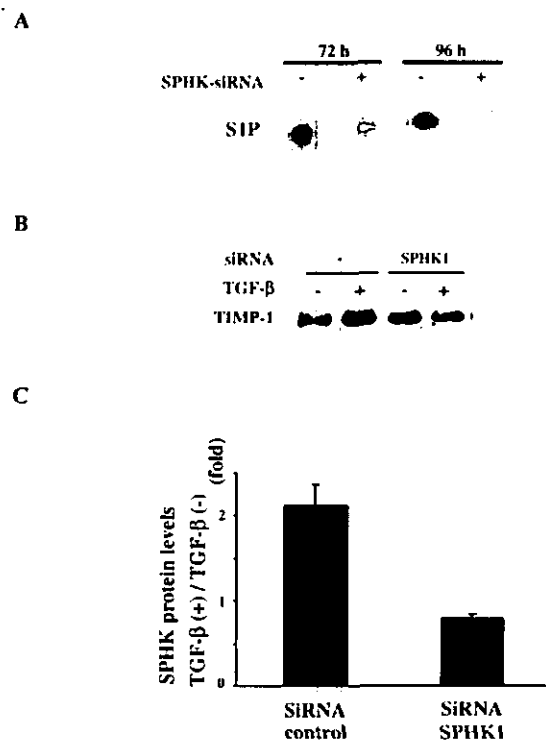 A
72 h 96 h
SPHK-siRNA - + - +
S1P
B
siRNA - SPHK1
TGF-β - + - +
TIMP-1
C
SPHK protein levels
TGF-β (+) / TGF-β (-)
(fold)
2
1
0
SiRNA control
SiRNA SPHK1